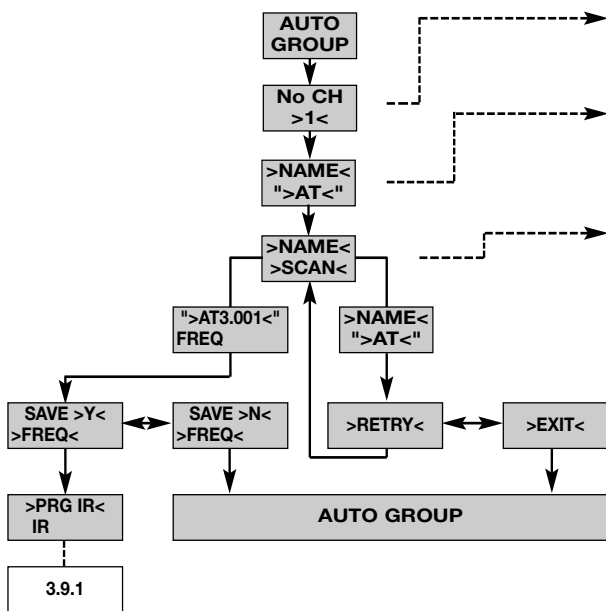 AUTO
GROUP
No CH
>1<
>NAME<
">AT<"
>NAME<
>SCAN<
">AT3.001<"
FREQ
>NAME<
">AT<"
SAVE >Y<
>FREQ<
SAVE >N<
>FREQ<
>RETRY<
>EXIT<
>PRG IR<
IR
AUTO GROUP
3.9.1